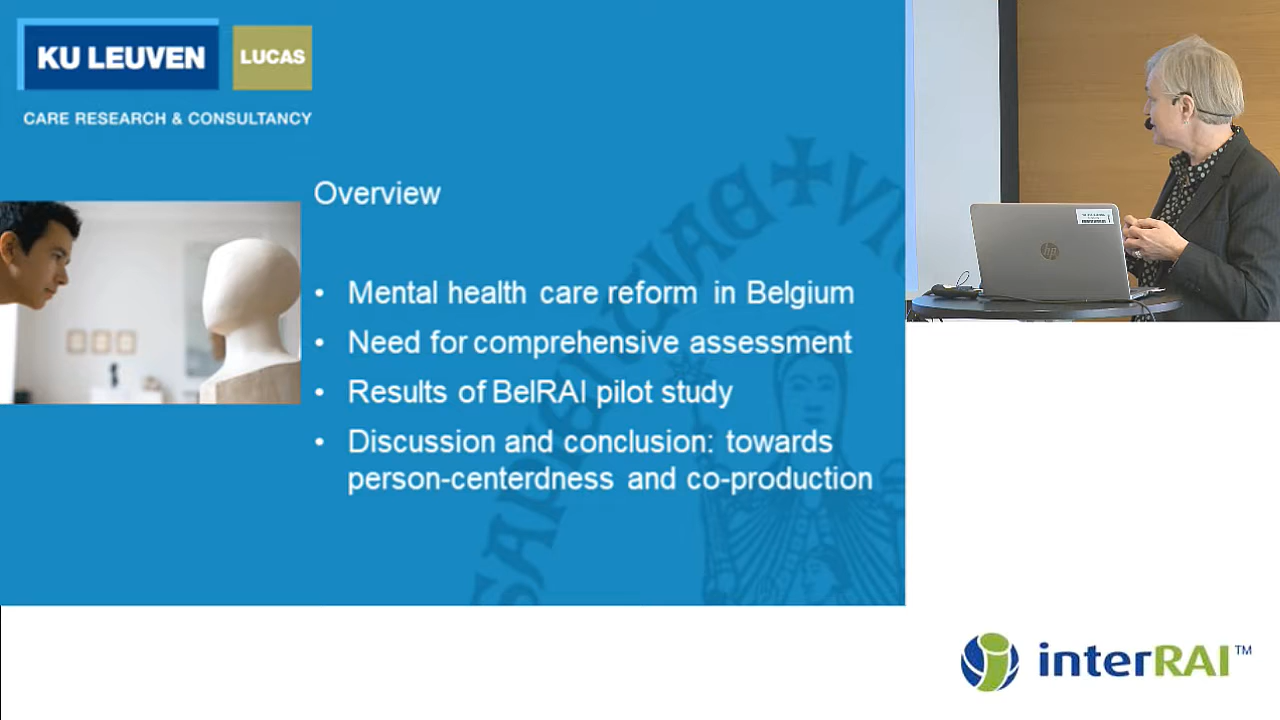 KU LEUVEN
LUCAS
CARE RESEARCH & CONSULTANCY
Overview
• Mental health care reform in Belgium
• Need for comprehensive assessment
• Results of BelRAI pilot study
• Discussion and conclusion: towards
person-centerdness and co-production
hp
interRAI™